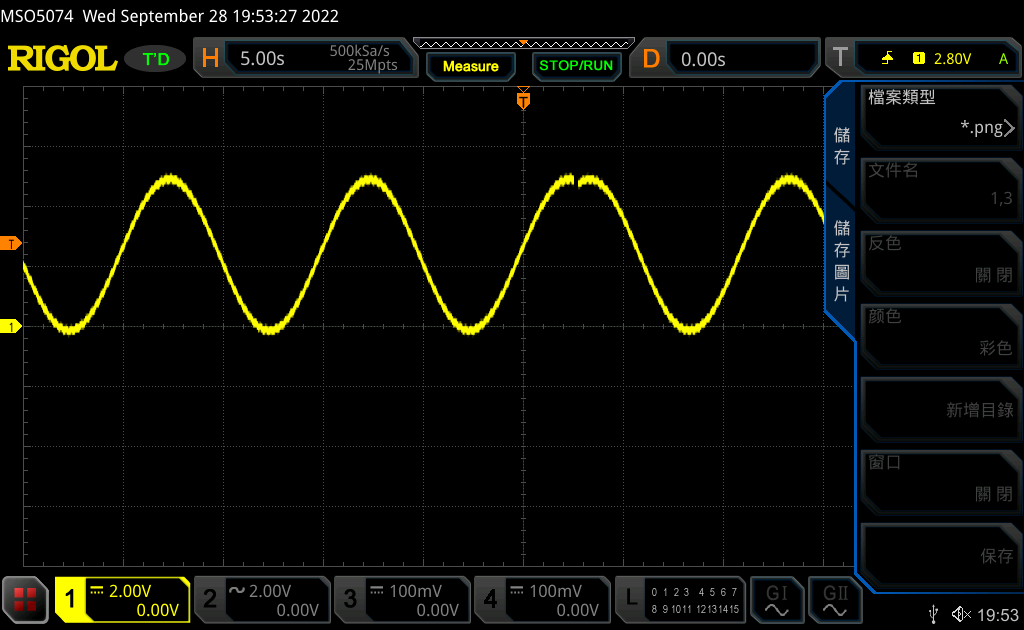 MSO5074 Wed September 28 19:53:27 2022
RIGOL
T'D
H
5.00s
500kSa/s
25Mpts
Measure
STOP/RUN
D
0.00s
T
1
2.80V
A
T
T
1
儲存
儲存圖片
檔案類型
*.png
文件名
1,3
反色
關 閉
颜色
彩色
新增目錄
窗口
關 閉
保存
1
2.00V
0.00V
2
2.00V
0.00V
3
100mV
0.00V
4
100mV
0.00V
L
0 1 2 3 4 5 6 7
8 9 10 11 12 13 14 15
GI
GII
19:53